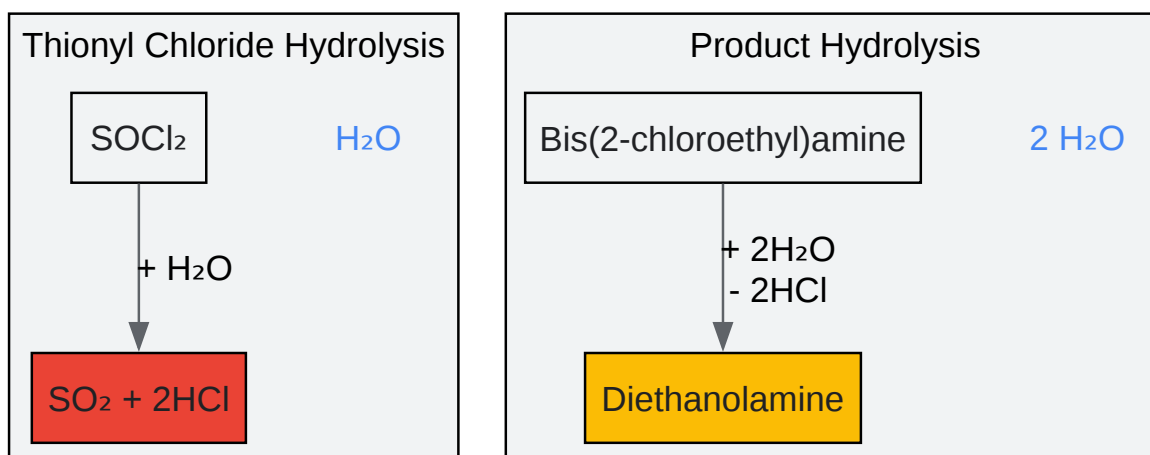 Thionyl Chloride Hydrolysis
SOCl₂
H₂O
+ H₂O
SO₂ + 2HCl
Product Hydrolysis
Bis(2-chloroethyl)amine
2 H₂O
+ 2H₂O
- 2HCl
Diethanolamine